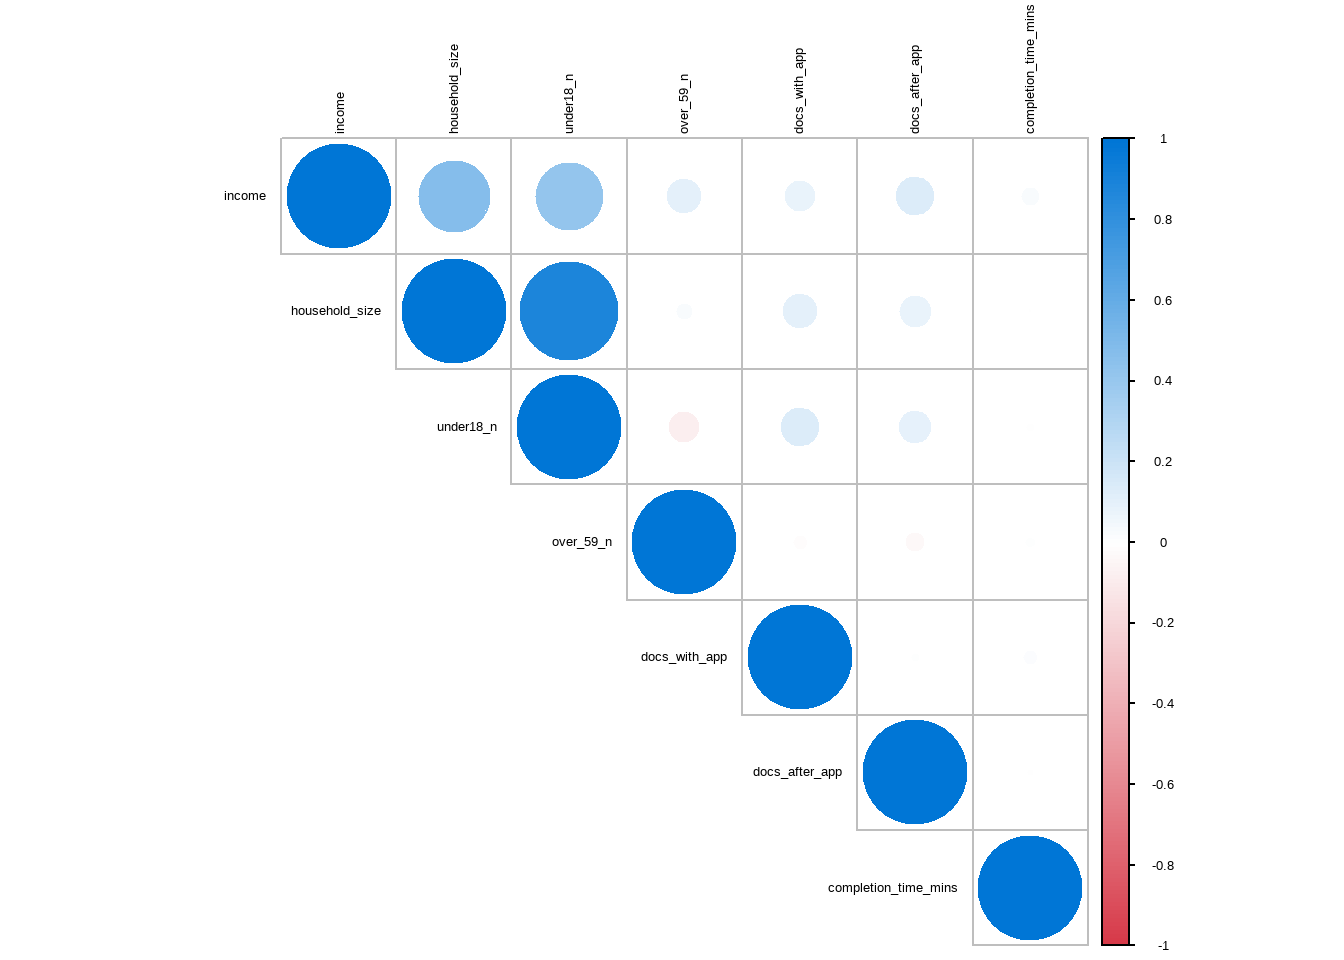 income
household_size
under18_n
over_59_n
docs_with_app
docs_after_app
completion_time_mins
income
household_size
under18_n
over_59_n
docs_with_app
docs_after_app
completion_time_mins
1
0.8
0.6
0.4
0.2
0
-0.2
-0.4
-0.6
-0.8
-1